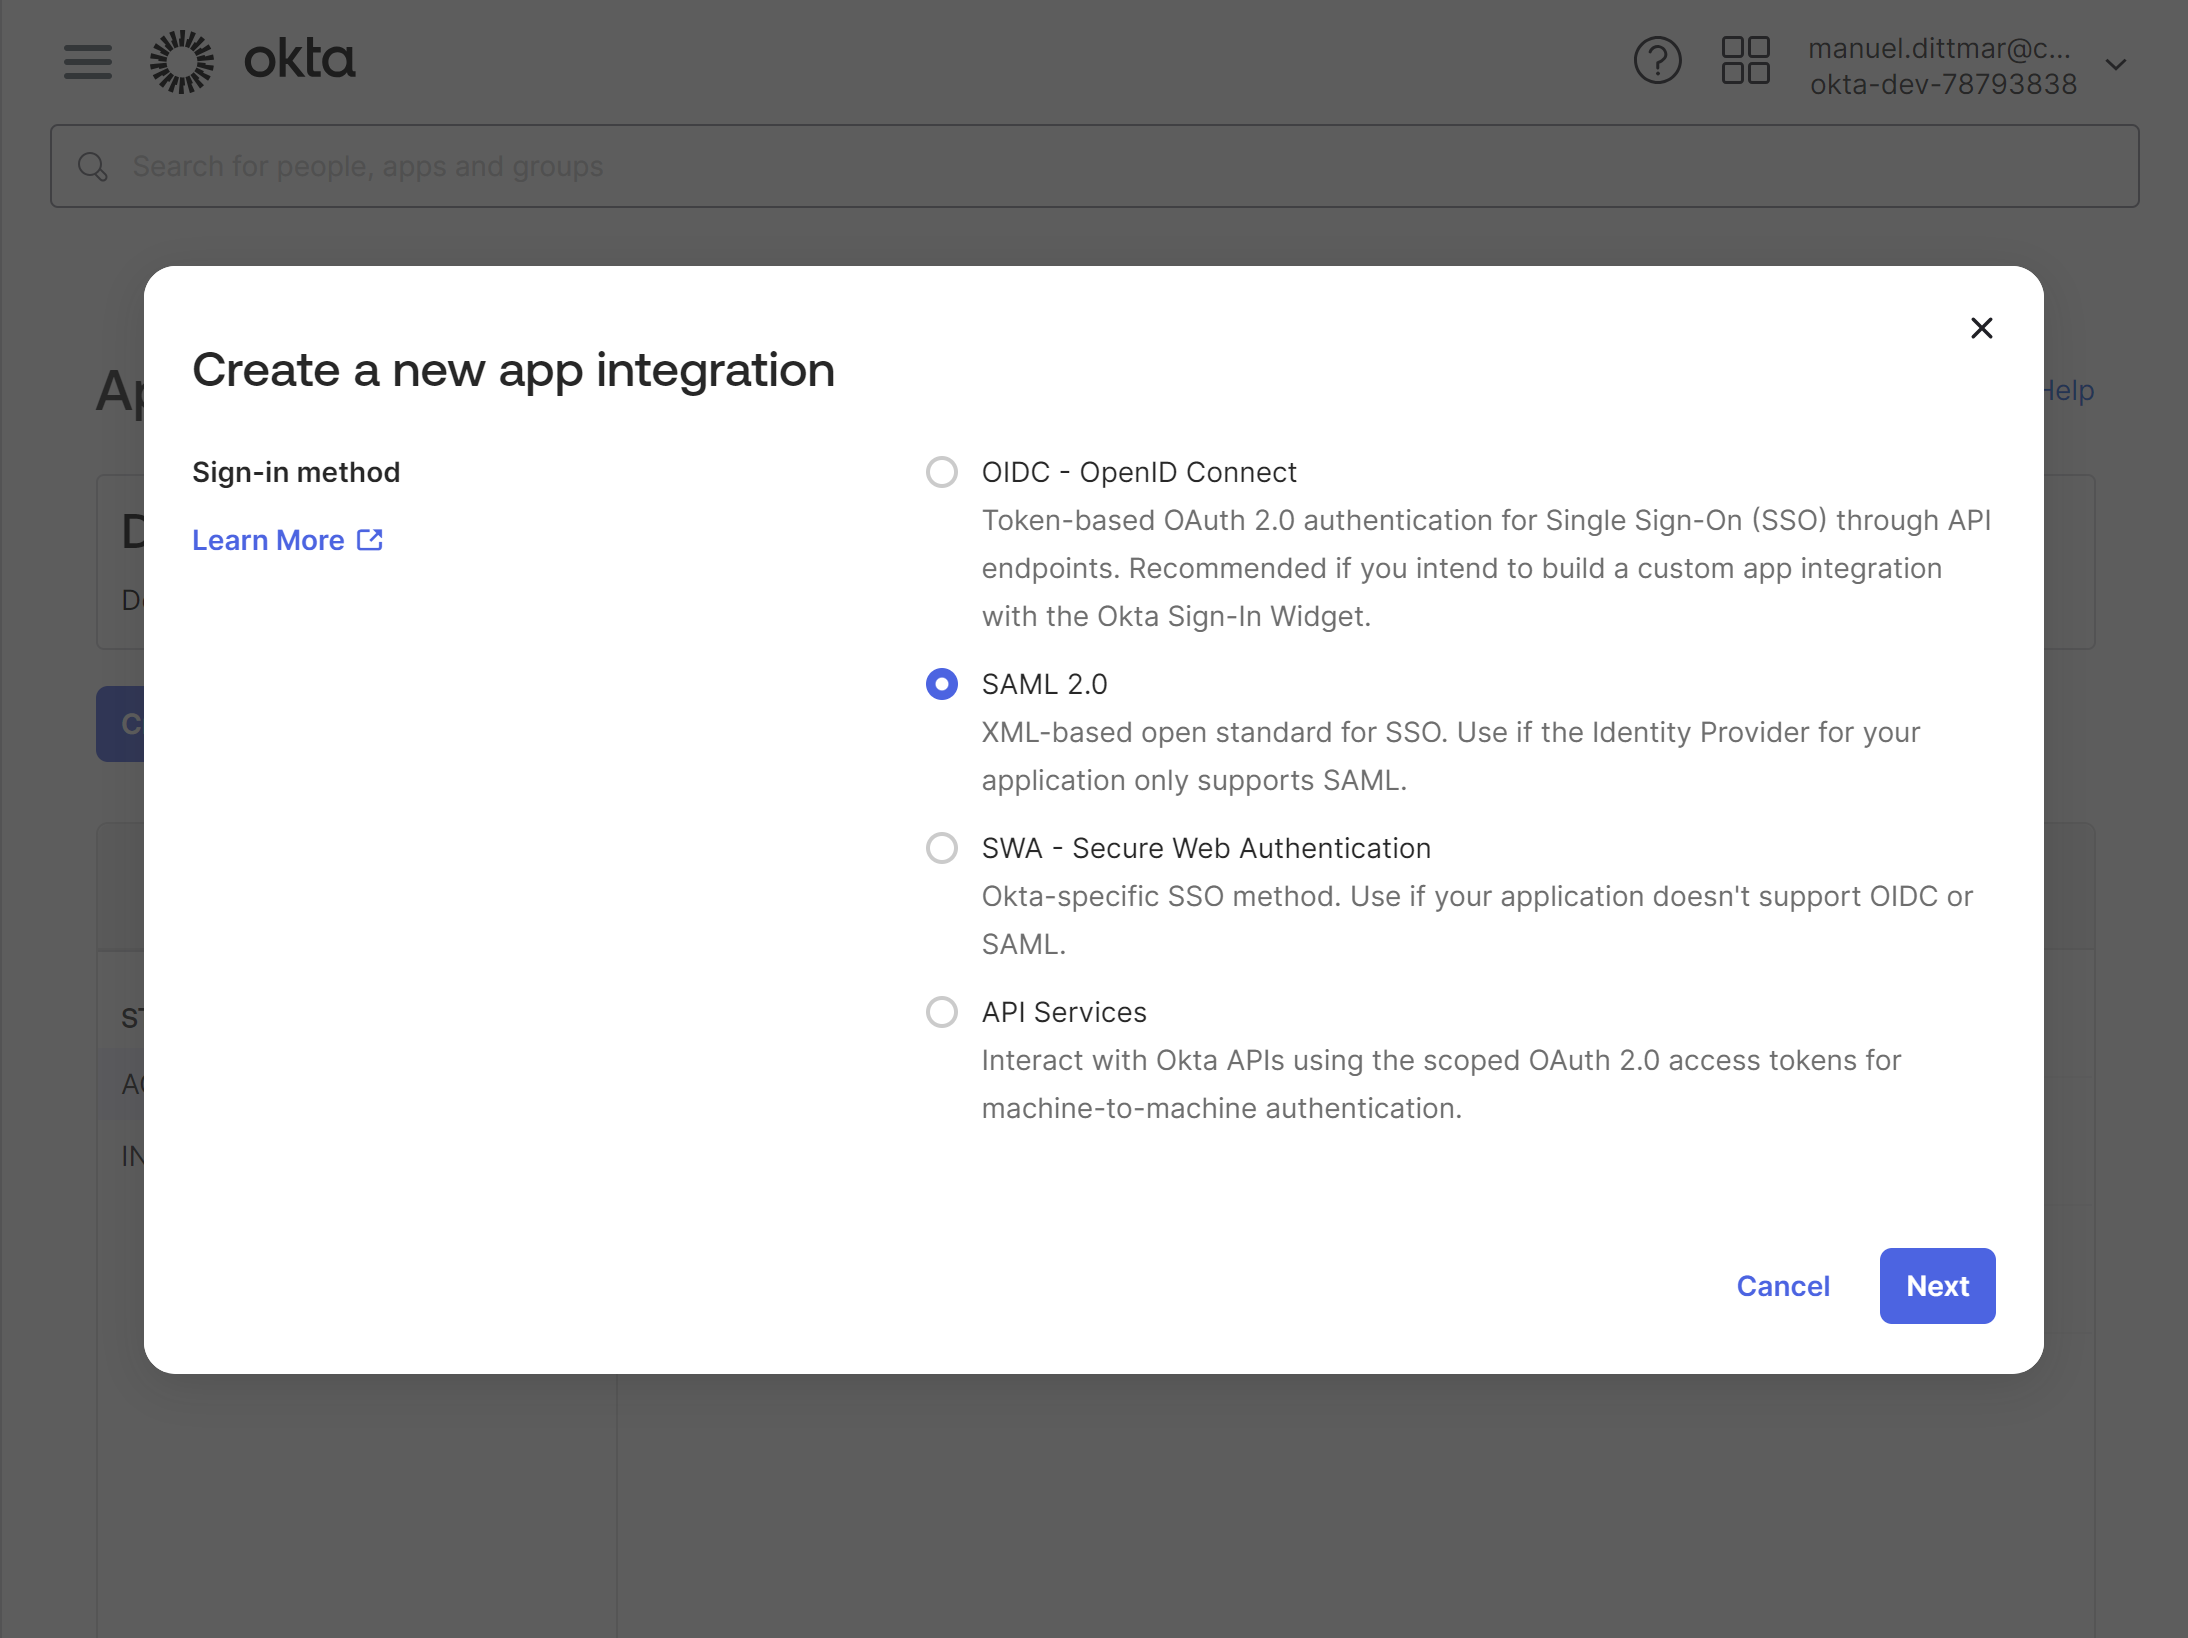 okta
manuel.dittmar@c...
okta-dev-78793838
Search for people, apps and groups
Help
Create a new app integration
Sign-in method
Learn More
OIDC - OpenID Connect
Token-based OAuth 2.0 authentication for Single Sign-On (SSO) through API
endpoints. Recommended if you intend to build a custom app integration
with the Okta Sign-In Widget.
SAML 2.0
XML-based open standard for SSO. Use if the Identity Provider for your
application only supports SAML.
SWA - Secure Web Authentication
Okta-specific SSO method. Use if your application doesn't support OIDC or
SAML.
API Services
Interact with Okta APIs using the scoped OAuth 2.0 access tokens for
machine-to-machine authentication.
Cancel
Next